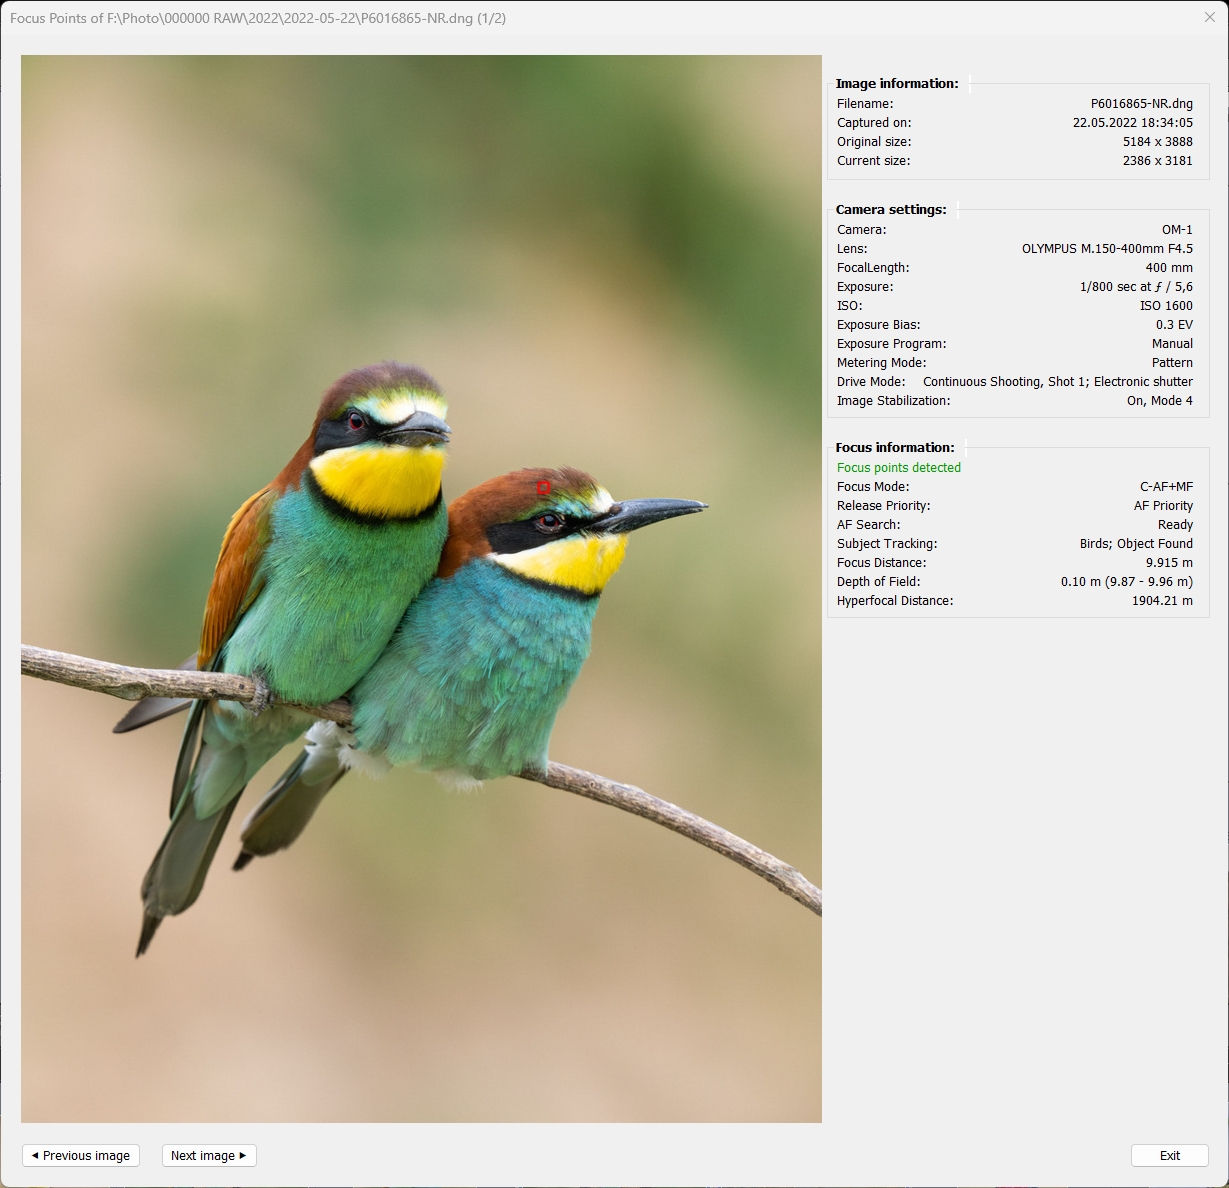 Focus Points of F:\Photo\000000 RAW\2022\2022-05-22\P6016865-NR.dng (1/2)
Image information:
Filename: P6016865-NR.dng
Captured on: 22.05.2022 18:34:05
Original size: 5184 x 3888
Current size: 2386 x 3181
Camera settings:
Camera: OM-1
Lens: OLYMPUS M.150-400mm F4.5
FocalLength: 400 mm
Exposure: 1/800 sec at ƒ / 5,6
ISO: ISO 1600
Exposure Bias: 0.3 EV
Exposure Program: Manual
Metering Mode: Pattern
Drive Mode: Continuous Shooting, Shot 1; Electronic shutter
Image Stabilization: On, Mode 4
Focus information:
Focus points detected
Focus Mode: C-AF+MF
Release Priority: AF Priority
AF Search: Ready
Subject Tracking: Birds; Object Found
Focus Distance: 9.915 m
Depth of Field: 0.10 m (9.87 - 9.96 m)
Hyperfocal Distance: 1904.21 m
Previous image
Next image
Exit